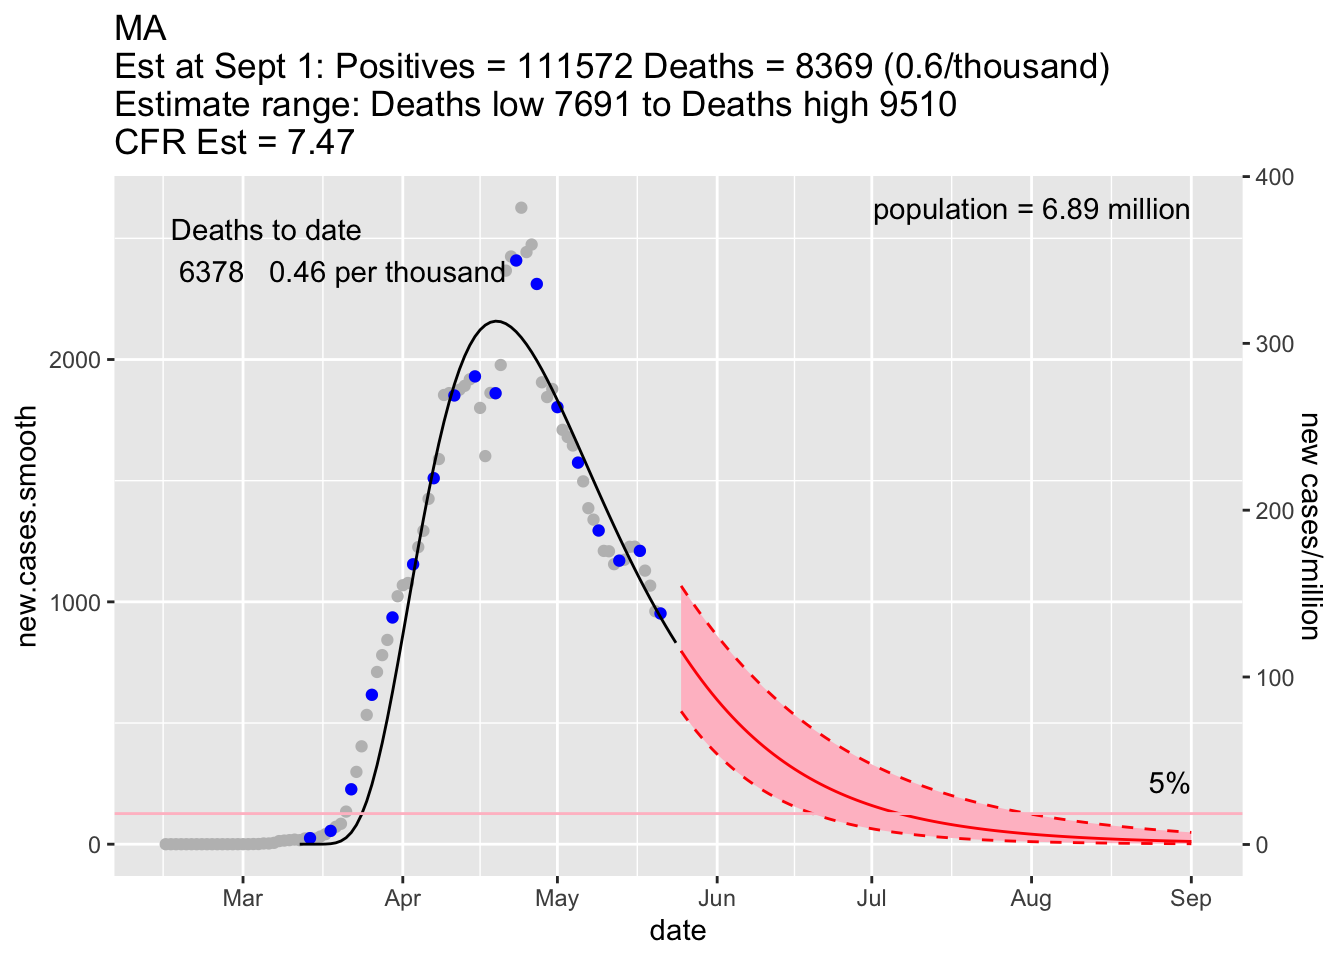 MA
Est at Sept 1: Positives = 111572 Deaths = 8369 (0.6/thousand)
Estimate range: Deaths low 7691 to Deaths high 9510
CFR Est = 7.47
Deaths to date
6378   0.46 per thousand
population = 6.89 million
5%
new.cases.smooth
2000
1000
0
400
300
200
100
0
new cases/million
Mar Apr May Jun Jul Aug Sep
date